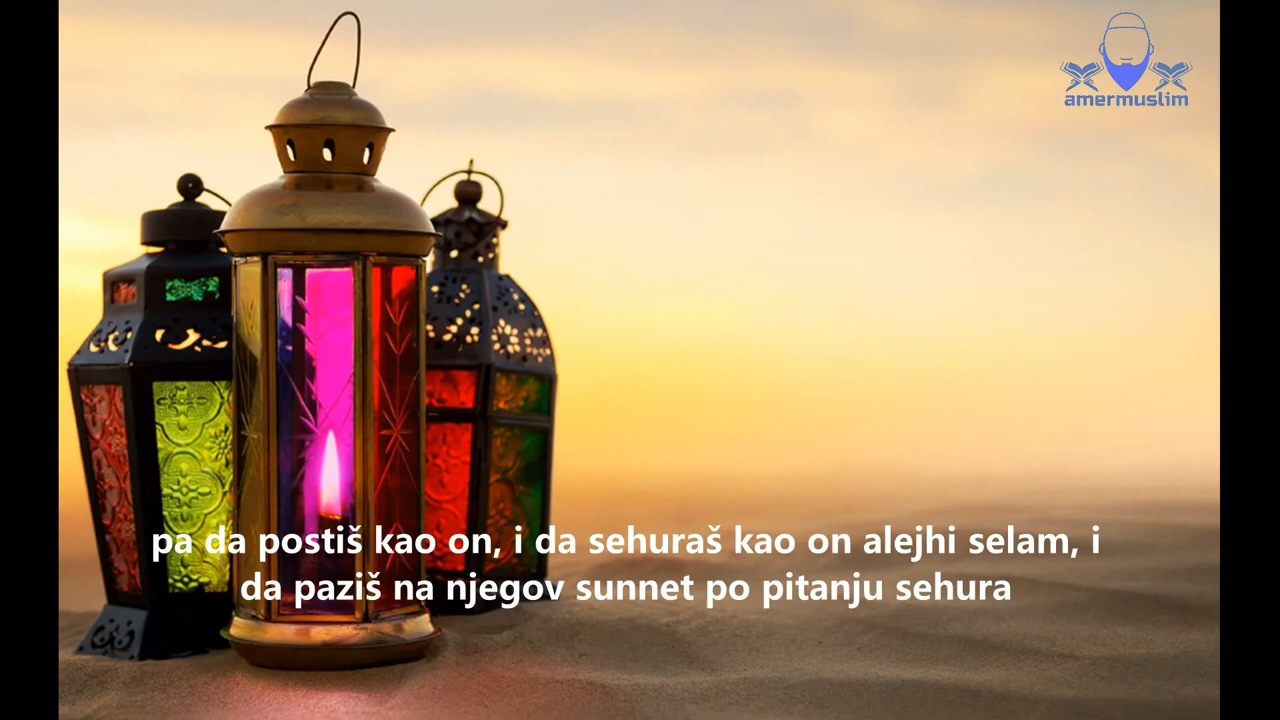 amermuslim
pa da postiš kao on, i da sehuraš kao on alejhi selam, i
da paziš na njegov sunnet po pitanju sehura